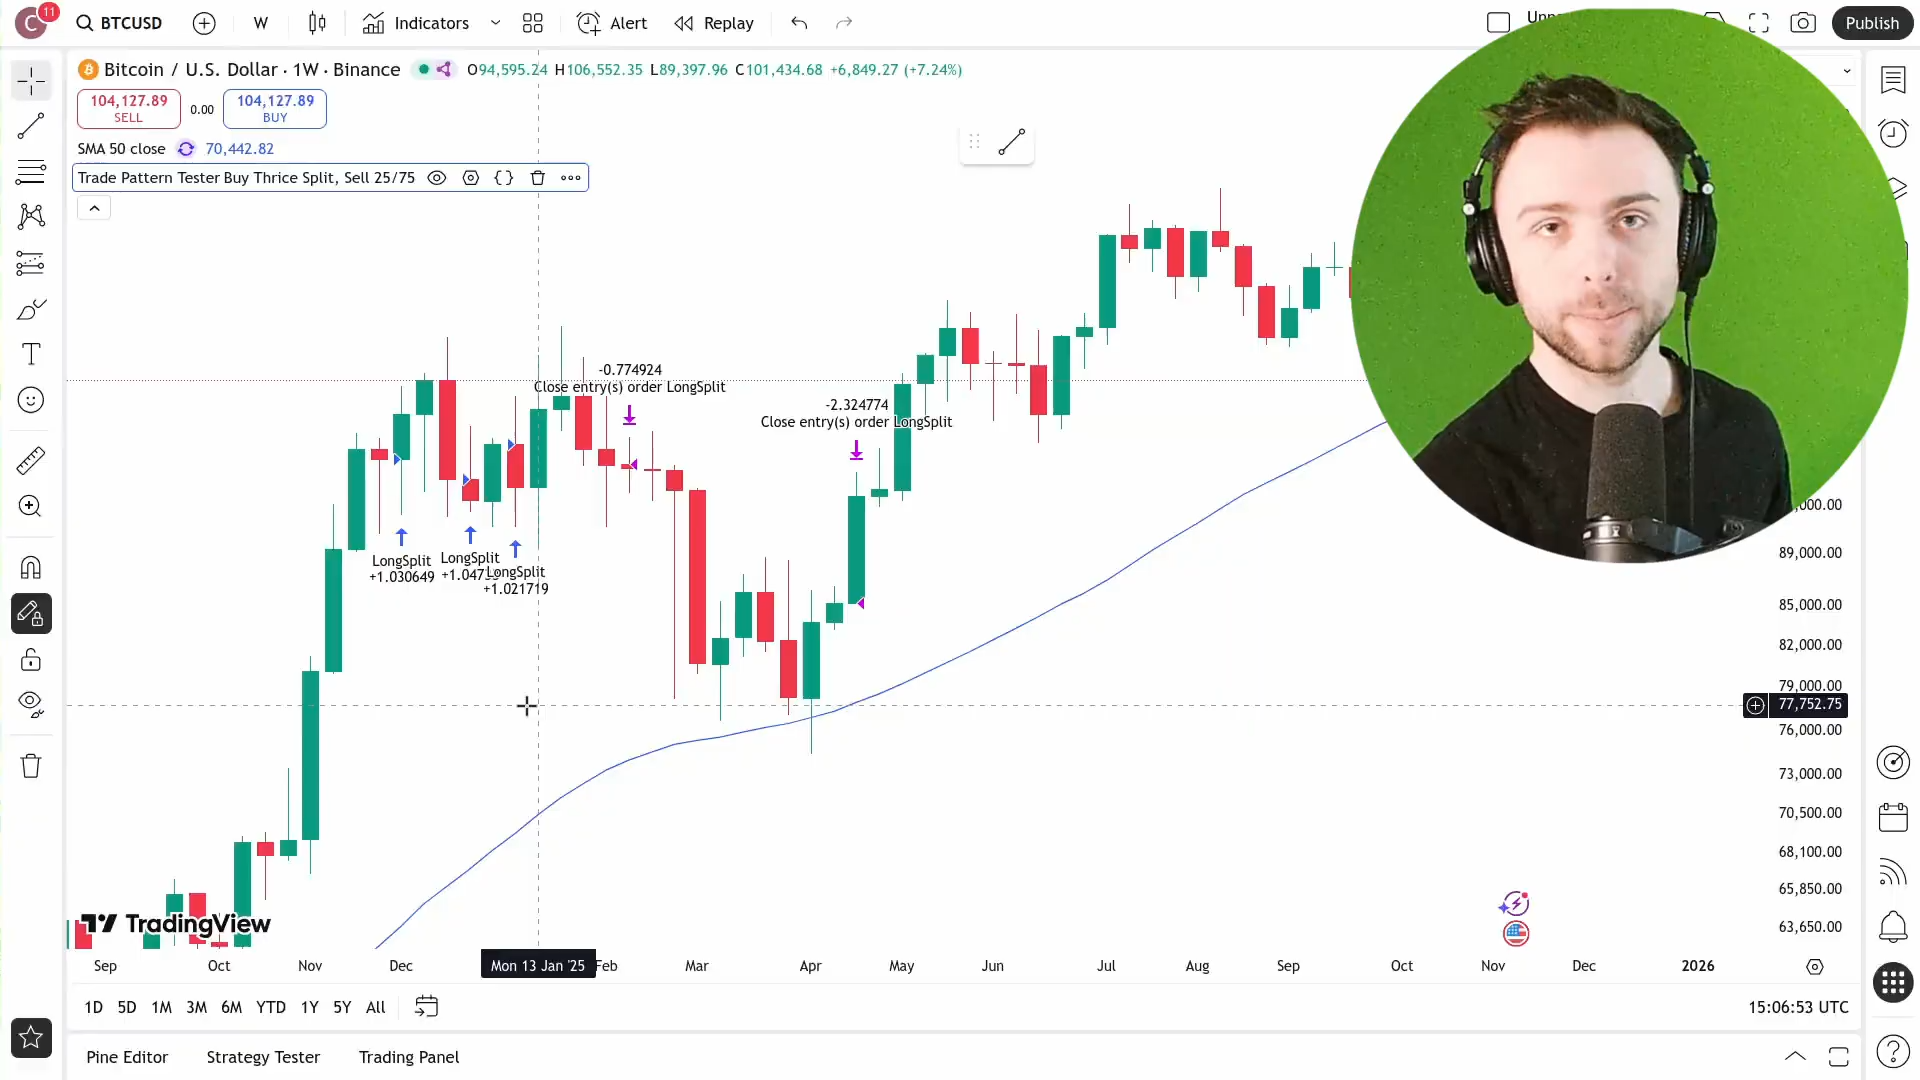 C
11
BTCUSD
W
Indicators
Alert
Replay
Publish
Bitcoin / U.S. Dollar · 1W · Binance
O94,595.24 H106,552.35 L89,397.96 C101,434.68 +6,849.27 (+7.24%)
104,127.89
SELL
0.00
104,127.89
BUY
SMA 50 close 70,442.82
Trade Pattern Tester Buy Thrice Split, Sell 25/75
-0.774924
Close entry(s) order LongSplit
-2.324774
Close entry(s) order LongSplit
LongSplit
+1.030649
LongSplit
LongSplit
+1.021719
89,000.00
85,000.00
82,000.00
79,000.00
77,752.75
76,000.00
73,000.00
70,500.00
68,100.00
65,850.00
63,650.00
TradingView
Sep
Oct
Nov
Dec
Mon 13 Jan '25
Feb
Mar
Apr
May
Jun
Jul
Aug
Sep
Oct
Nov
Dec
2026
1D 5D 1M 3M 6M YTD 1Y 5Y All
15:06:53 UTC
Pine Editor
Strategy Tester
Trading Panel